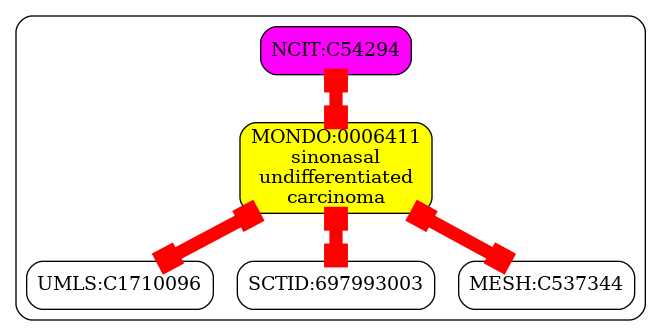 NCIT:C54294
MONDO:0006411
sinonasal
undifferentiated
carcinoma
UMLS:C1710096
SCTID:697993003
MESH:C537344